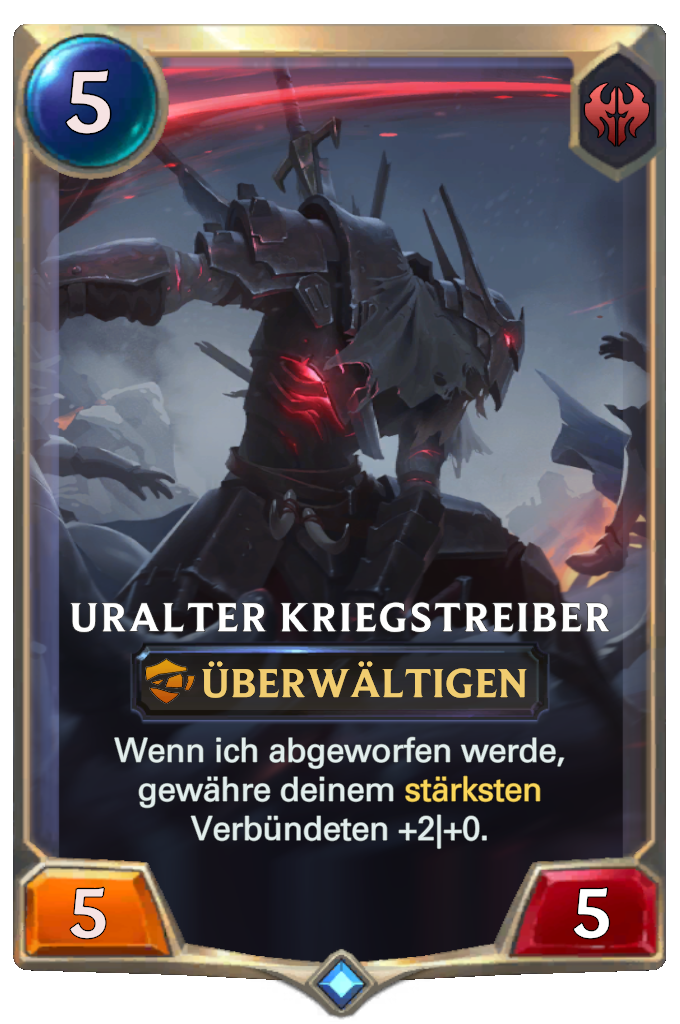 5
URALTER KRIEGSTREIBER
ÜBERWÄLTIGEN
Wenn ich abgeworfen werde,
gewähre deinem stärksten
Verbündeten +2|+0.
5
5